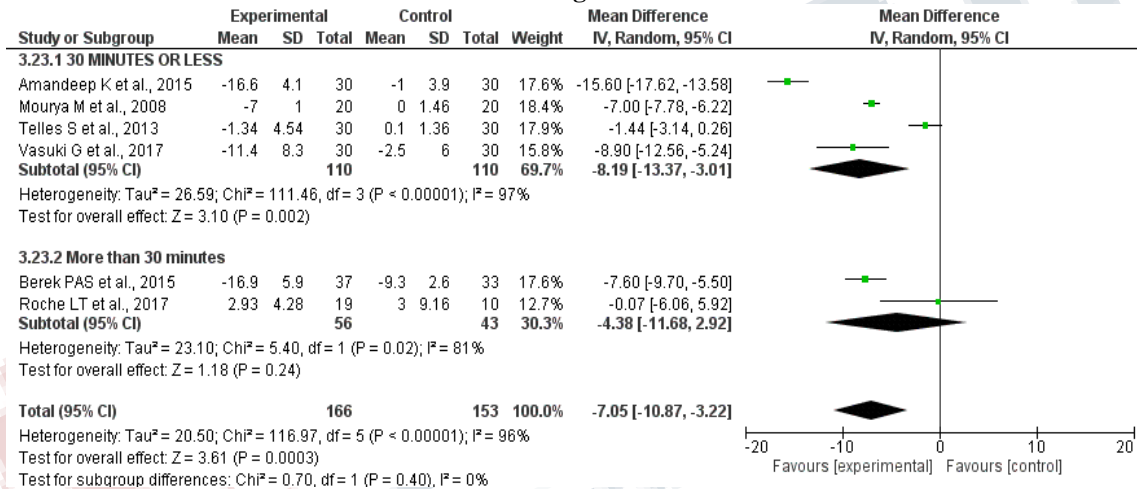 Experimental Control Mean Difference Mean Difference
Study or Subgroup Mean SD Total Mean SD Total Weight IV, Random, 95% CI IV, Random, 95% CI
3.23.1 30 MINUTES OR LESS
Amandeep K et al., 2015 -16.6 4.1 30 -1 3.9 30 17.6% -15.60 [-17.62, -13.58]
Mourya M et al., 2008 -7 1 20 0 1.46 20 18.4% -7.00 [-7.78, -6.22]
Telles S et al., 2013 -1.34 4.54 30 0.1 1.36 30 17.9% -1.44 [-3.14, 0.26]
Vasuki G et al., 2017 -11.4 8.3 30 -2.5 6 30 15.8% -8.90 [-12.56, -5.24]
Subtotal (95% CI) 110 110 69.7% -8.19 [-13.37, -3.01]
Heterogeneity: Tau² = 26.59; Chi² = 111.46, df = 3 (P < 0.00001); I² = 97%
Test for overall effect: Z = 3.10 (P = 0.002)
3.23.2 More than 30 minutes
Berek PAS et al., 2015 -16.9 5.9 37 -9.3 2.6 33 17.6% -7.60 [-9.70, -5.50]
Roche LT et al., 2017 2.93 4.28 19 3 9.16 10 12.7% -0.07 [-6.06, 5.92]
Subtotal (95% CI) 56 43 30.3% -4.38 [-11.68, 2.92]
Heterogeneity: Tau² = 23.10; Chi² = 5.40, df = 1 (P = 0.02); I² = 81%
Test for overall effect: Z = 1.18 (P = 0.24)
Total (95% CI) 166 153 100.0% -7.05 [-10.87, -3.22]
Heterogeneity: Tau² = 20.50; Chi² = 116.97, df = 5 (P < 0.00001); I² = 96%
Test for overall effect: Z = 3.61 (P = 0.0003)
Test for subgroup differences: Chi² = 0.70, df = 1 (P = 0.40), I² = 0%
-20 -10 0 10 20
Favours [experimental] Favours [control]